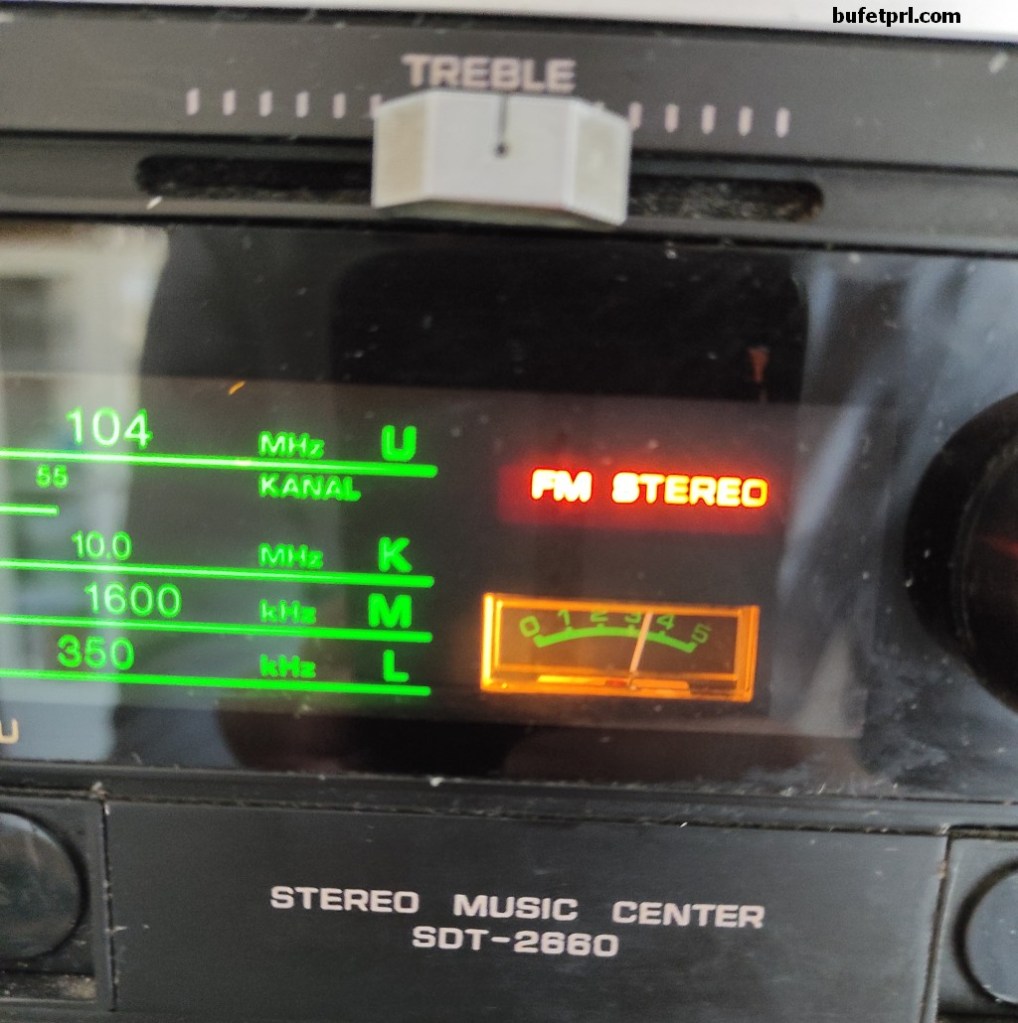 bufetprl.com
TREBLE
104 MHz U
55 KANAL
10.0 MHz K
1600 kHz M
350 kHz L
FM STEREO
0 1 2 3 4 5
U
STEREO MUSIC CENTER
SDT-2660